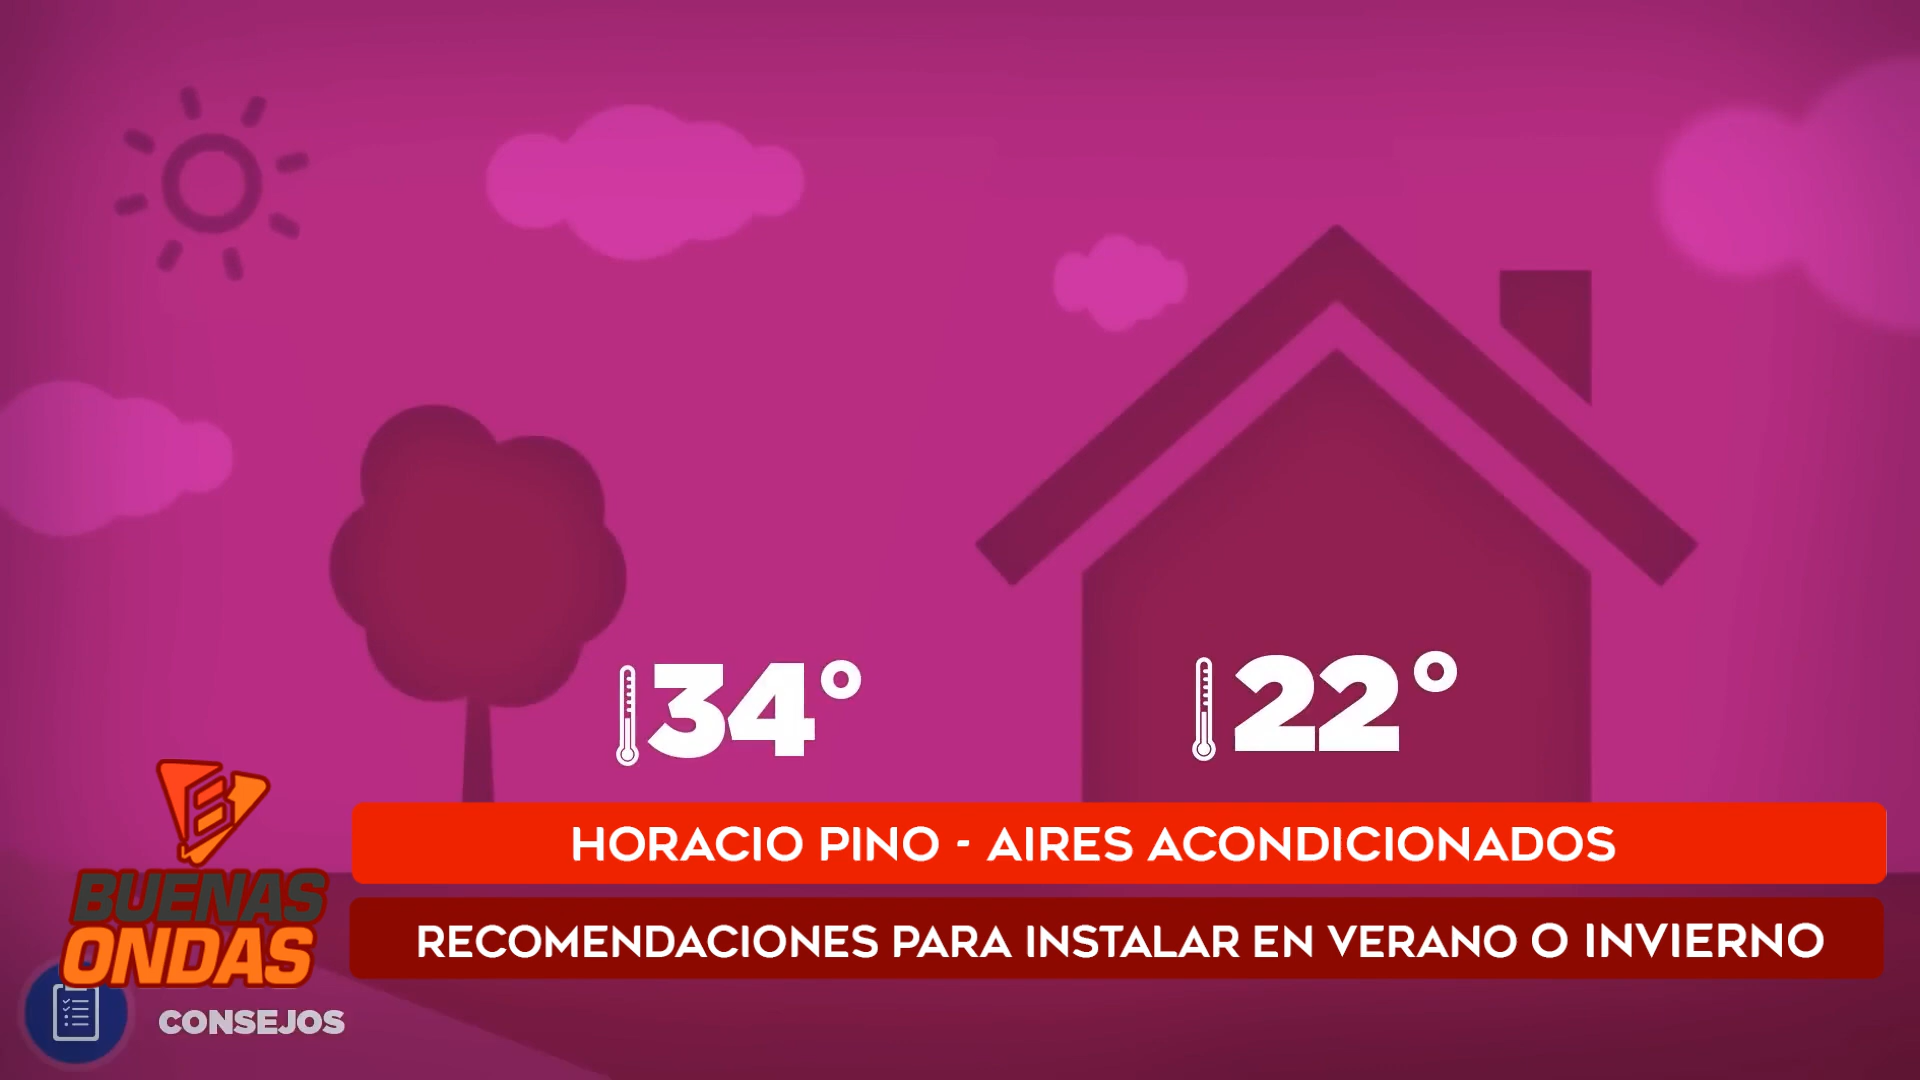 34°
22°
HORACIO PINO - AIRES ACONDICIONADOS
RECOMENDACIONES PARA INSTALAR EN VERANO O INVIERNO
BUENAS
ONDAS
CONSEJOS